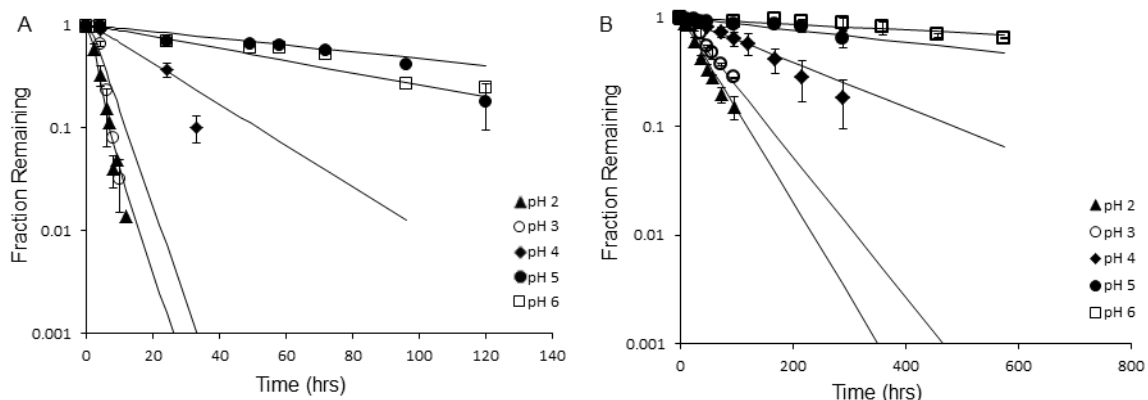 A
1
0.1
0.01
0.001
Fraction Remaining
0
20
40
60
80
100
120
140
Time (hrs)
pH 2
pH 3
pH 4
pH 5
pH 6
B
1
0.1
0.01
0.001
Fraction Remaining
0
200
400
600
800
Time (hrs)
pH 2
pH 3
pH 4
pH 5
pH 6